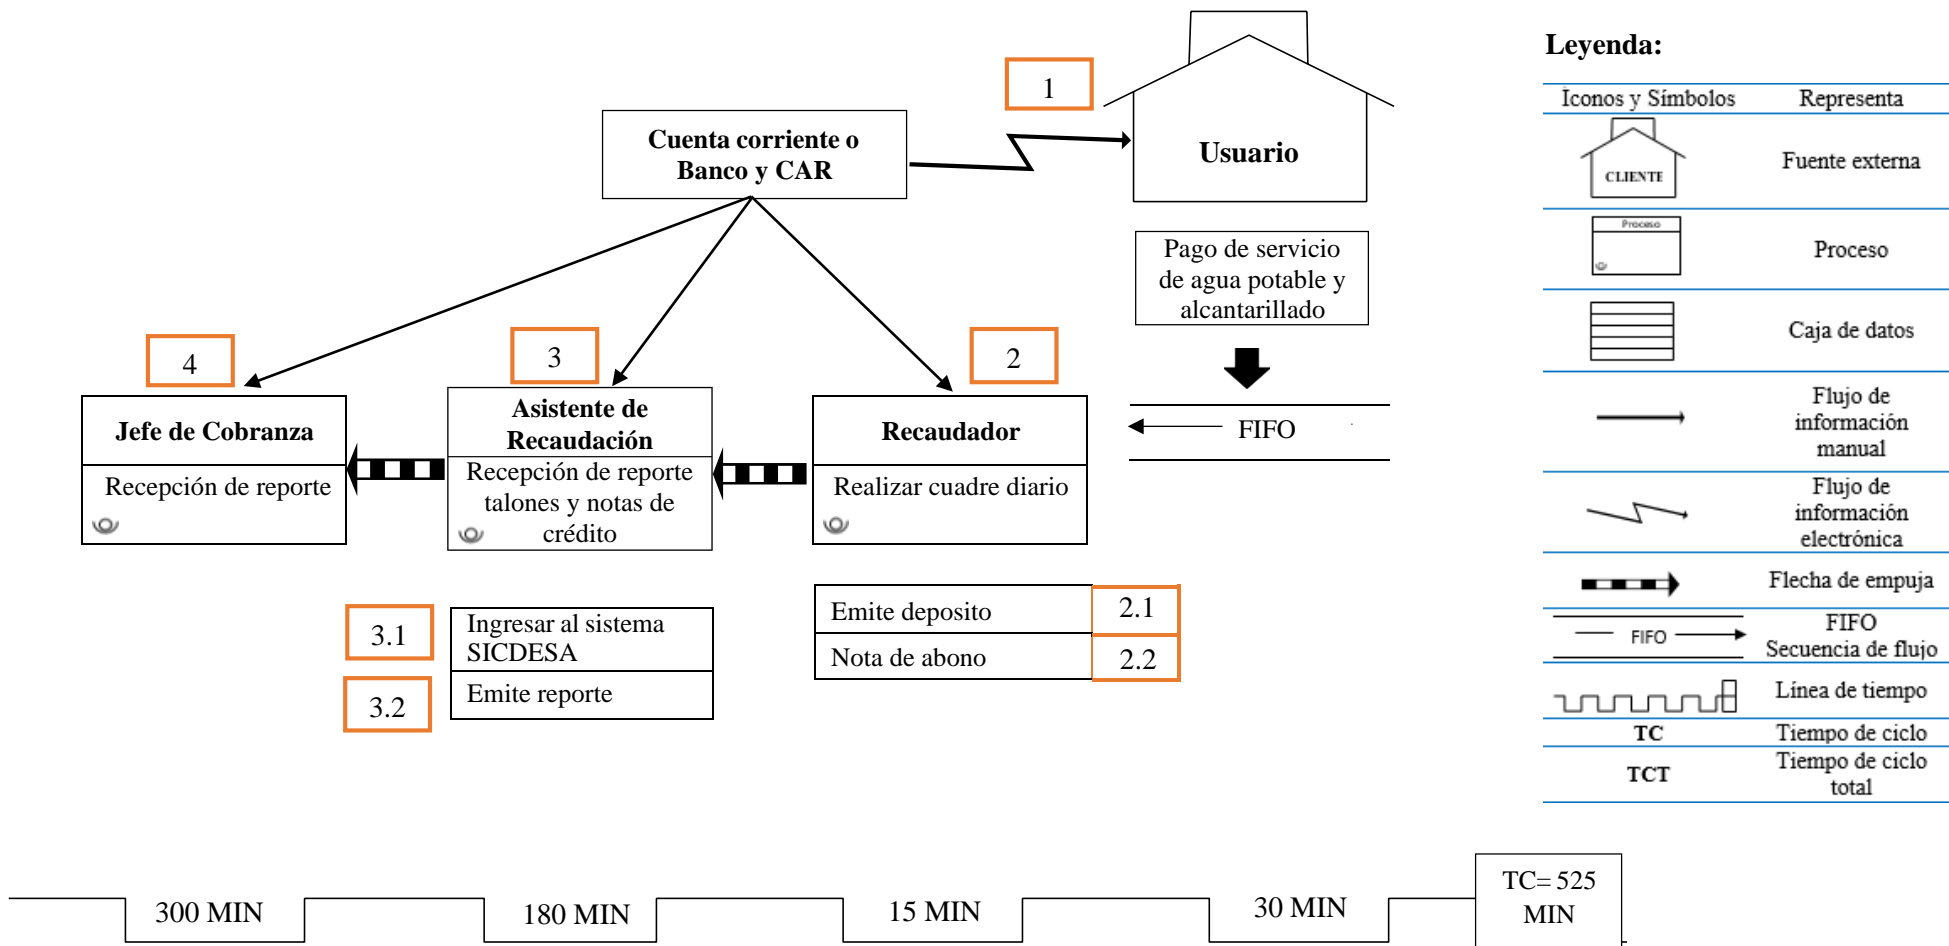 1
Cuenta corriente o
Banco y CAR
Usuario
Pago de servicio
de agua potable y
alcantarillado
4
3
2
Jefe de Cobranza
Recepción de reporte
Asistente de
Recaudación
Recepción de reporte
talones y notas de
crédito
Recaudador
Realizar cuadre diario
FIFO
3.1
Ingresar al sistema
SICDESA
3.2
Emite reporte
Emite deposito
2.1
Nota de abono
2.2
Leyenda:
Íconos y Símbolos
Representa
CLIENTE
Fuente externa
Proceso
Proceso
Caja de datos
Flujo de
información
manual
Flujo de
información
electrónica
Flecha de empuja
FIFO
FIFO
Secuencia de flujo
Línea de tiempo
TC
Tiempo de ciclo
TCT
Tiempo de ciclo
total
300 MIN
180 MIN
15 MIN
30 MIN
TC= 525
MIN